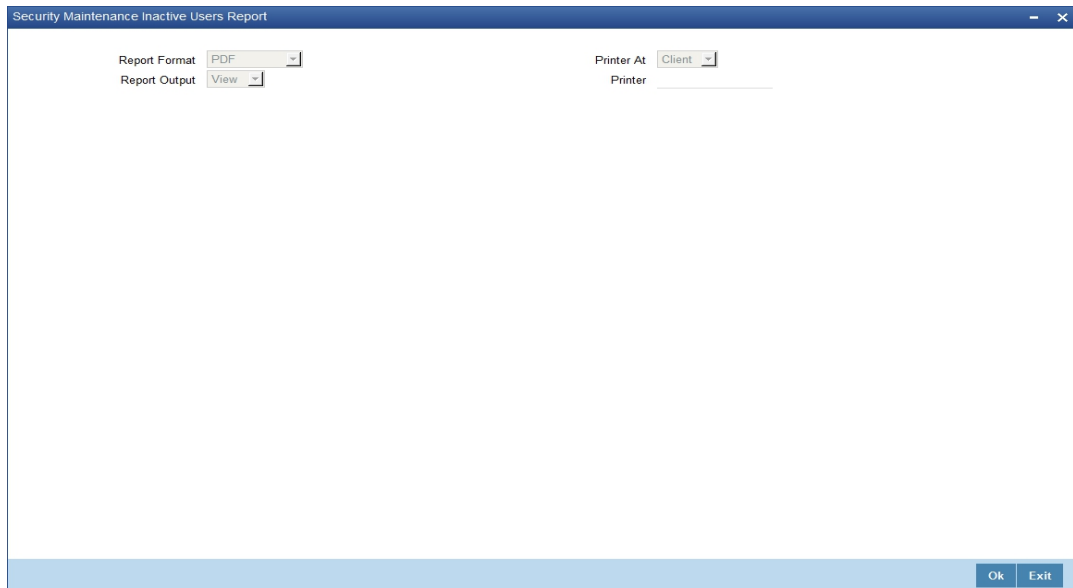 Security Maintenance Inactive Users Report
Report Format PDF Printer At Client
Report Output View Printer
Ok Exit